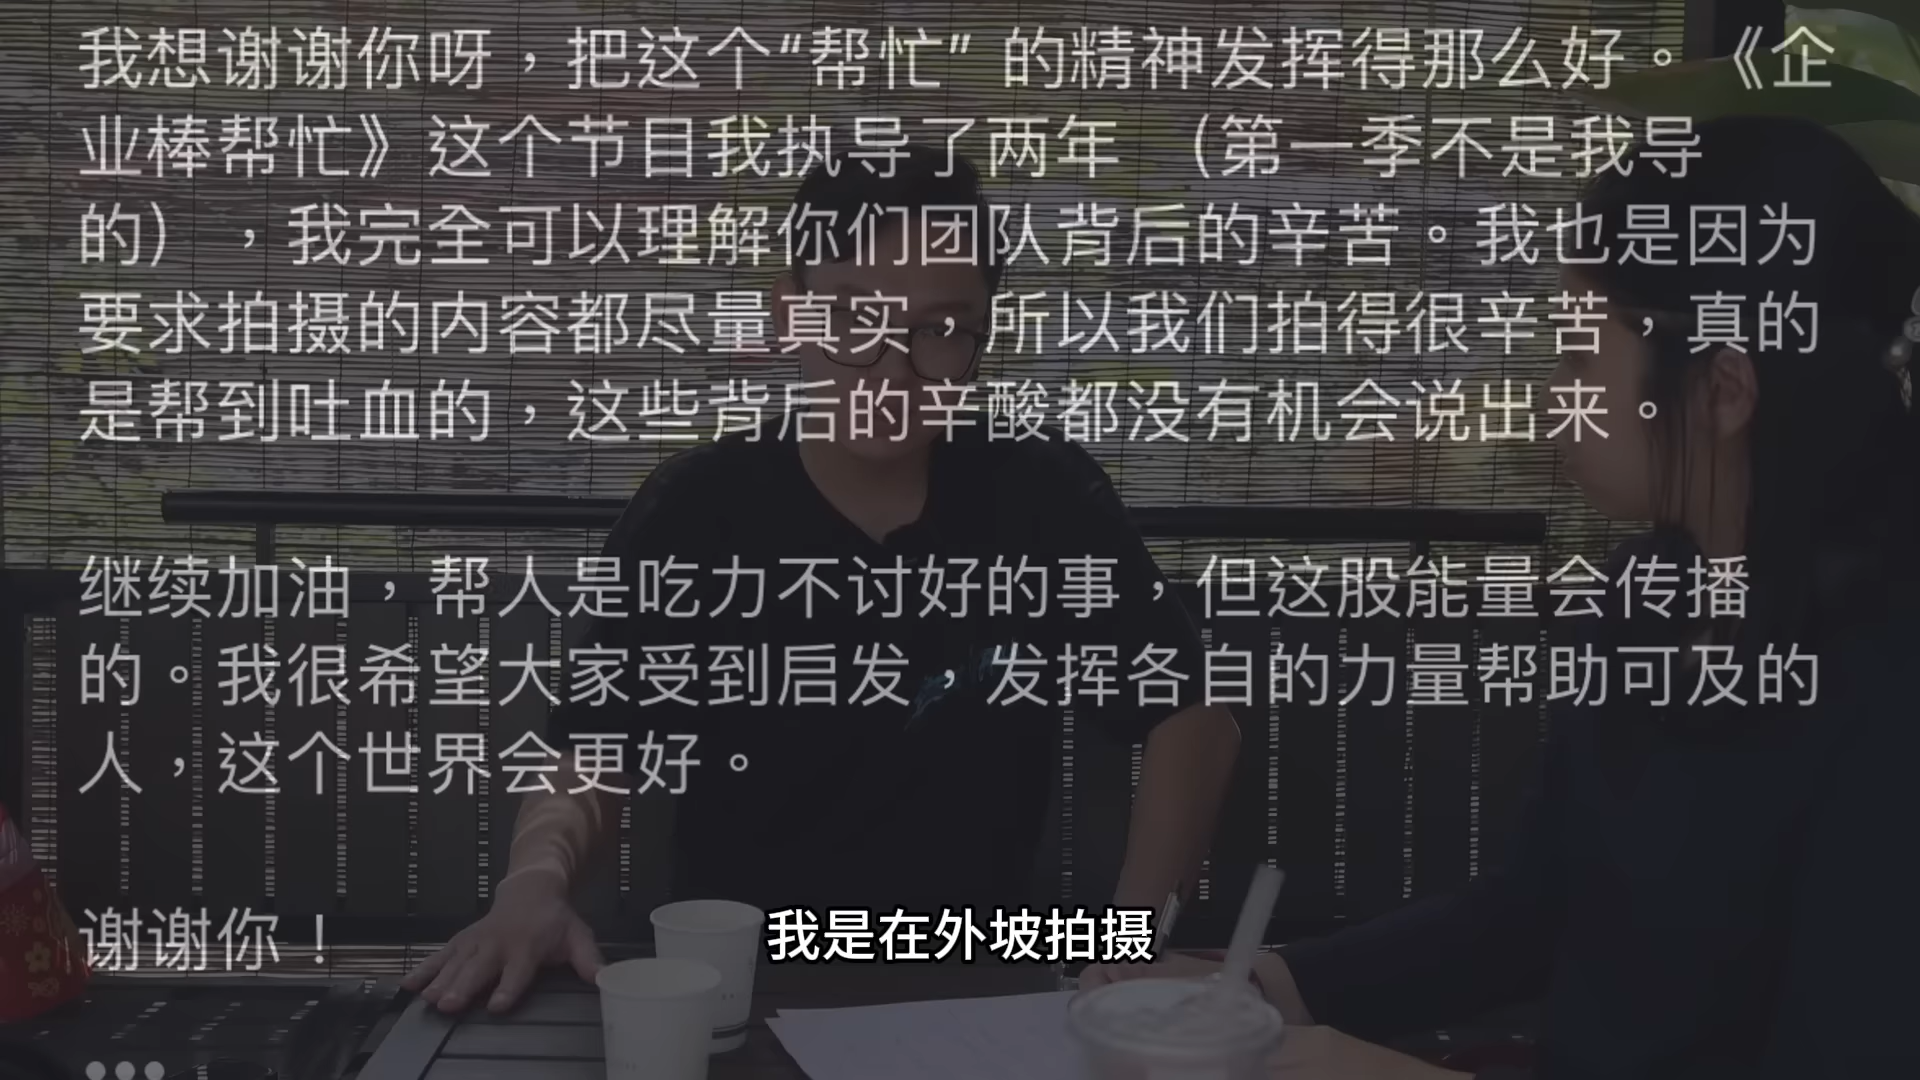 我想谢谢你呀，把这个“帮忙”的精神发挥得那么好。《企
业棒帮忙》这个节目我执导了两年 （第一季不是我导
的），我完全可以理解你们团队背后的辛苦。我也是因为
要求拍摄的内容都尽量真实，所以我们拍得很辛苦，真的
是帮到吐血的，这些背后的辛酸都没有机会说出来。
继续加油，帮人是吃力不讨好的事，但这股能量会传播
的。我很希望大家受到启发，发挥各自的力量帮助可及的
人，这个世界会更好。
谢谢你！
我是在外坡拍摄